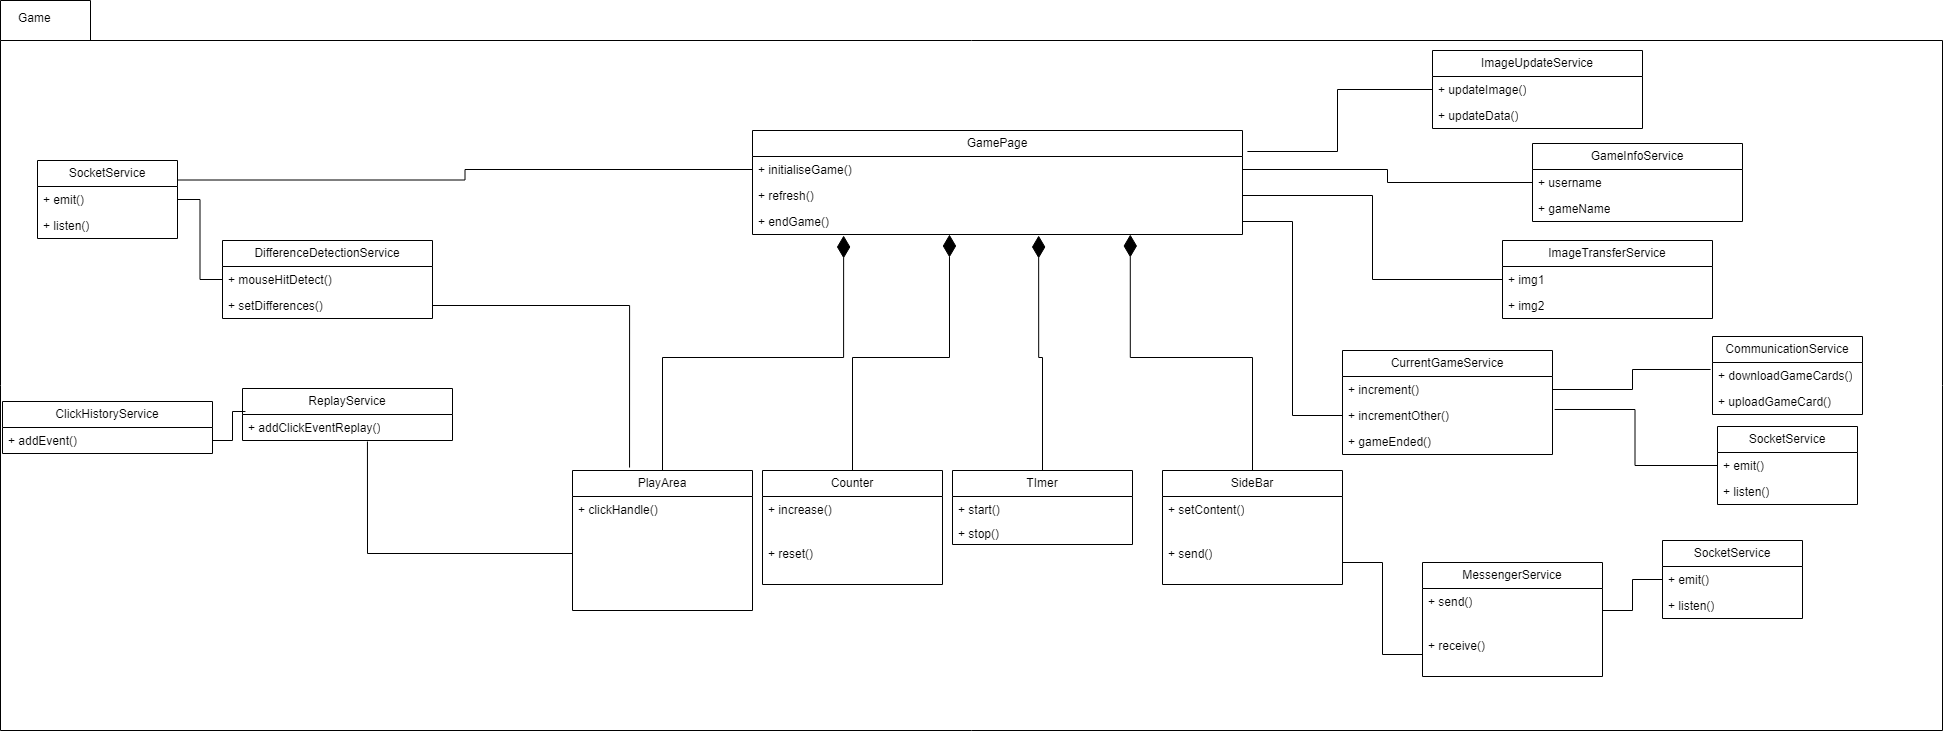 Game
ImageUpdateService
+ updateImage()
+ updateData()
GamePage
+ initialiseGame()
+ refresh()
+ endGame()
GameInfoService
+ username
+ gameName
SocketService
+ emit()
+ listen()
DifferenceDetectionService
+ mouseHitDetect()
+ setDifferences()
ImageTransferService
+ img1
+ img2
CurrentGameService
+ increment()
+ incrementOther()
+ gameEnded()
CommunicationService
+ downloadGameCards()
+ uploadGameCard()
ClickHistoryService
+ addEvent()
ReplayService
+ addClickEventReplay()
SocketService
+ emit()
+ listen()
PlayArea
+ clickHandle()
Counter
+ increase()
+ reset()
TImer
+ start()
+ stop()
SideBar
+ setContent()
+ send()
MessengerService
+ send()
+ receive()
SocketService
+ emit()
+ listen()